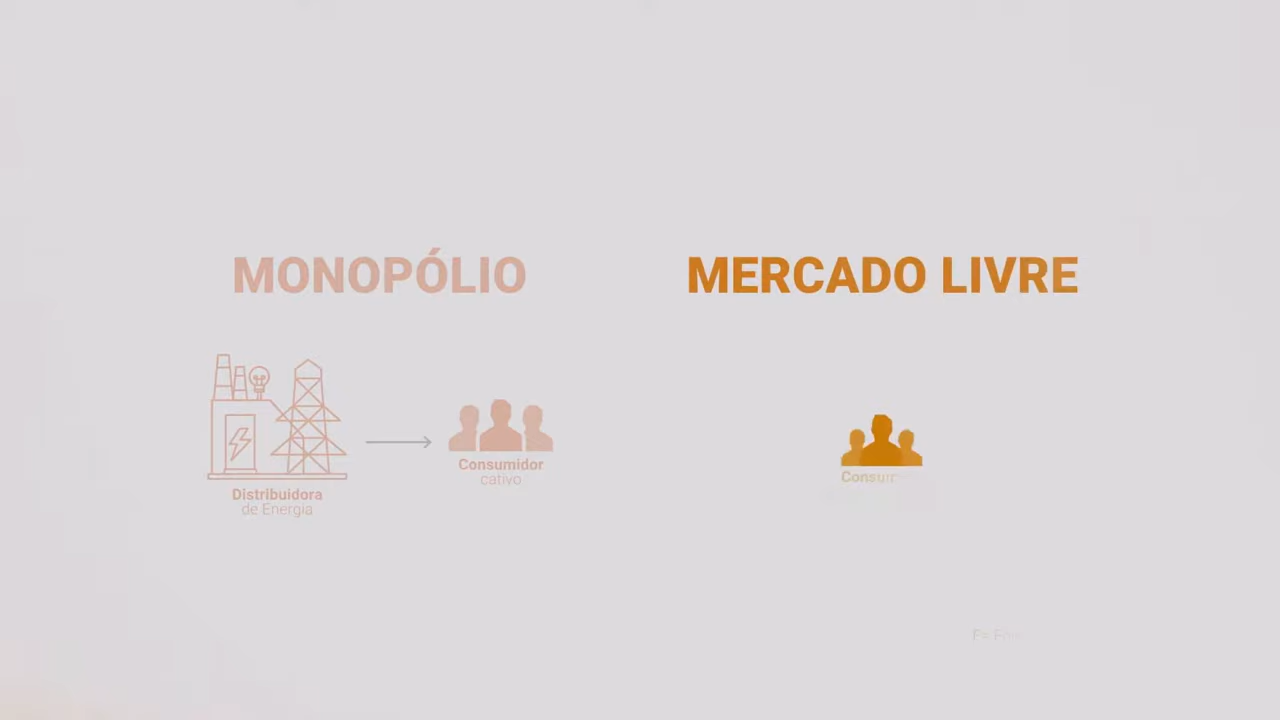 MONOPÓLIO
MERCADO LIVRE
Consumidor
cativo
Distribuidora
de Energia